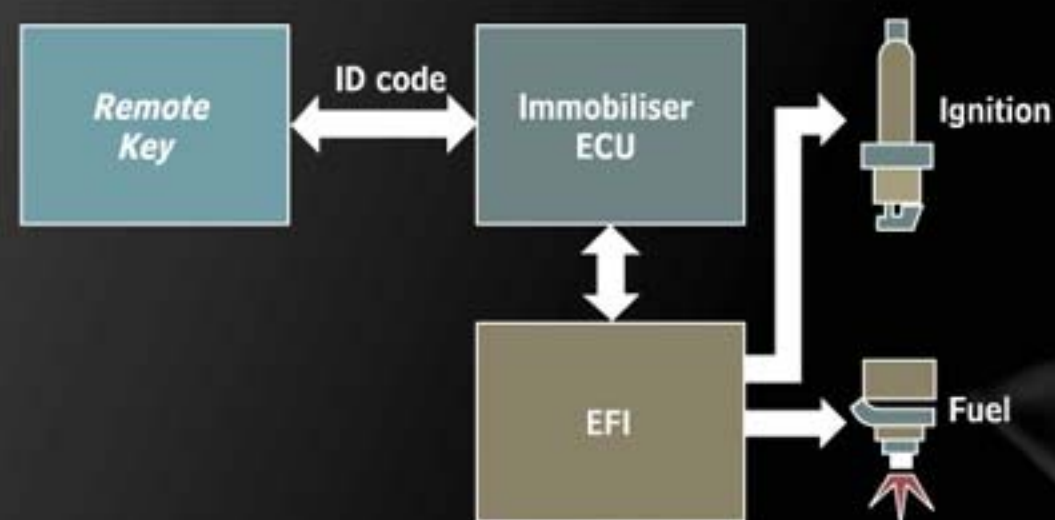 Remote
Key
ID code
Immobiliser
ECU
Ignition
EFI
Fuel